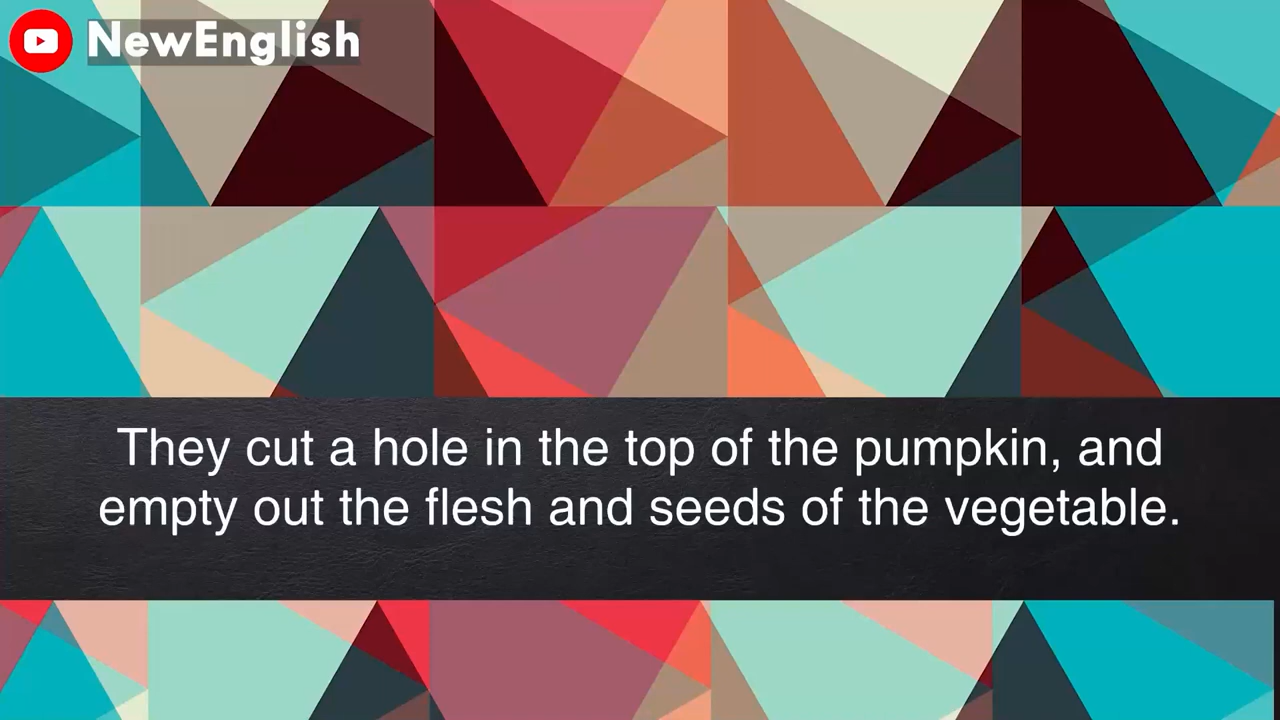 NewEnglish
They cut a hole in the top of the pumpkin, and
empty out the flesh and seeds of the vegetable.